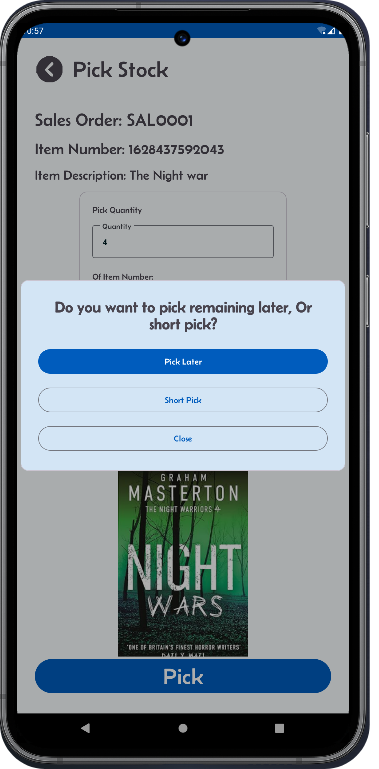 0:57
Pick Stock
Sales Order: SAL0001
Item Number: 1628437592043
Item Description: The Night war
Pick Quantity
Quantity
4
Of Item Number:
Do you want to pick remaining later, Or
short pick?
Pick Later
Short Pick
Close
GRAHAM
MASTERTON
THE NIGHT WARRIORS 4
NIGHT
WARS
'ONE OF BRITAIN'S FINEST HORROR WRITERS'
Pick